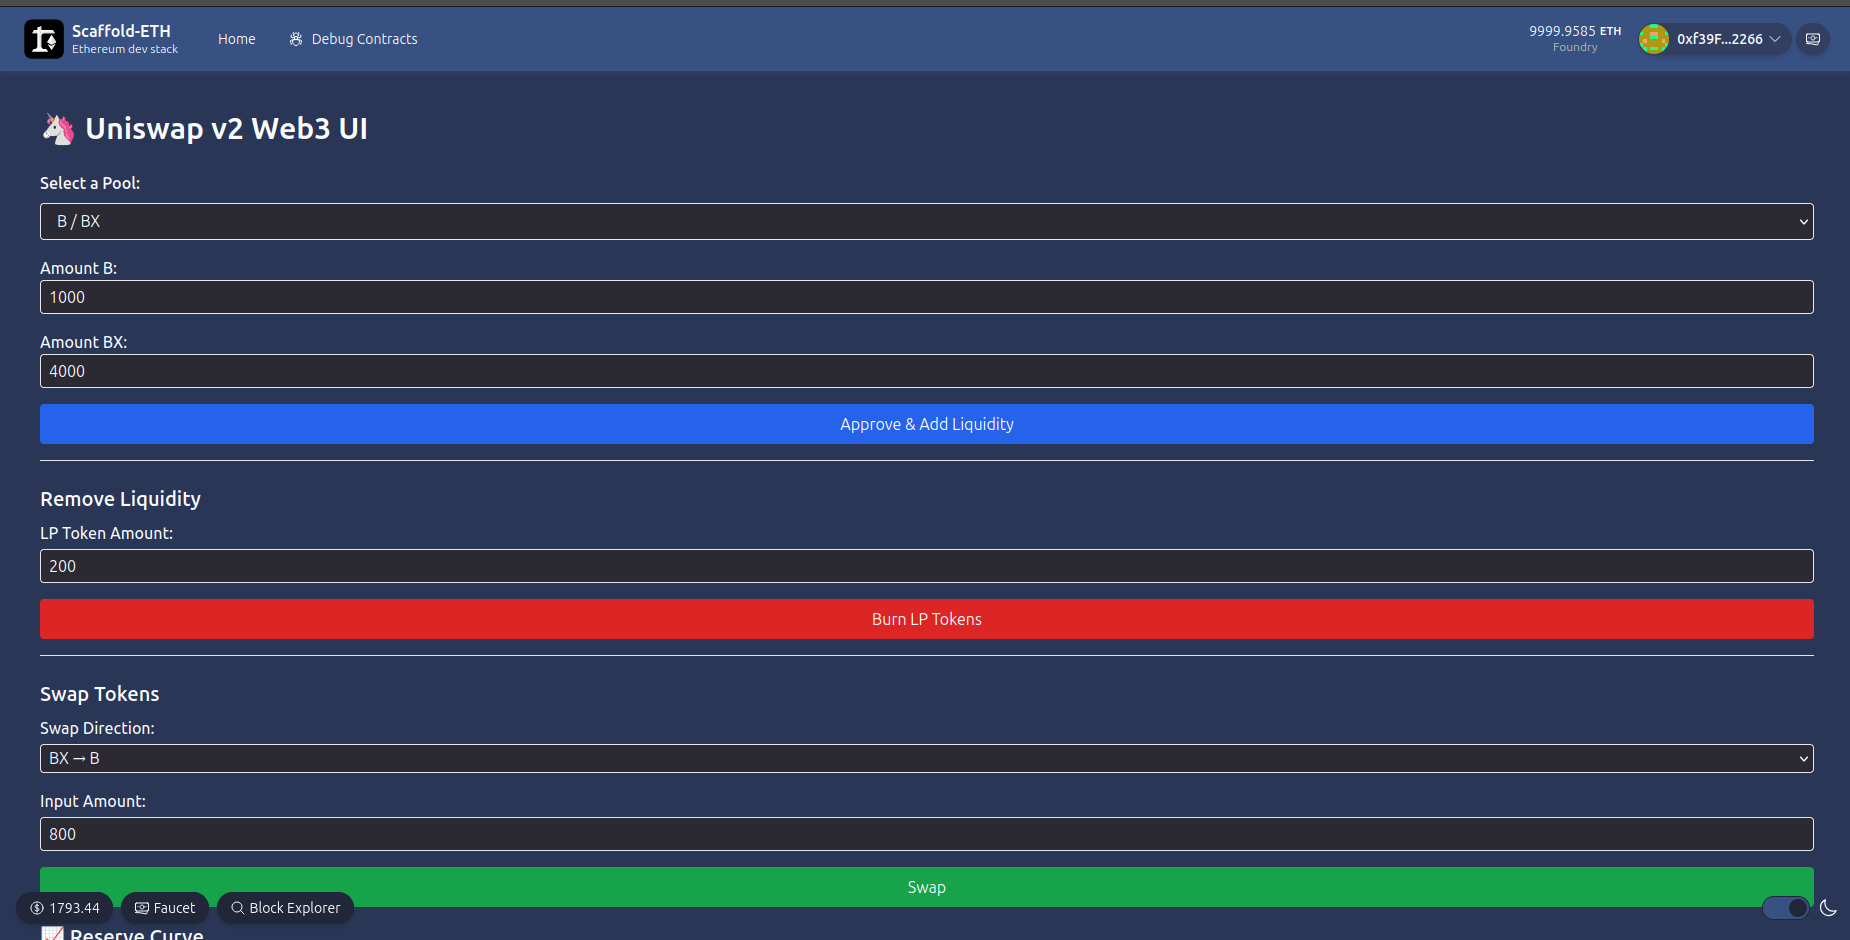 Scaffold-ETH
Ethereum dev stack
Home
Debug Contracts
9999.9585 ETH
Foundry
0xf39F...2266
Uniswap v2 Web3 UI
Select a Pool:
B / BX
Amount B:
1000
Amount BX:
4000
Approve & Add Liquidity
Remove Liquidity
LP Token Amount:
200
Burn LP Tokens
Swap Tokens
Swap Direction:
BX → B
Input Amount:
800
Swap
1793.44
Faucet
Block Explorer
Reserve Curve